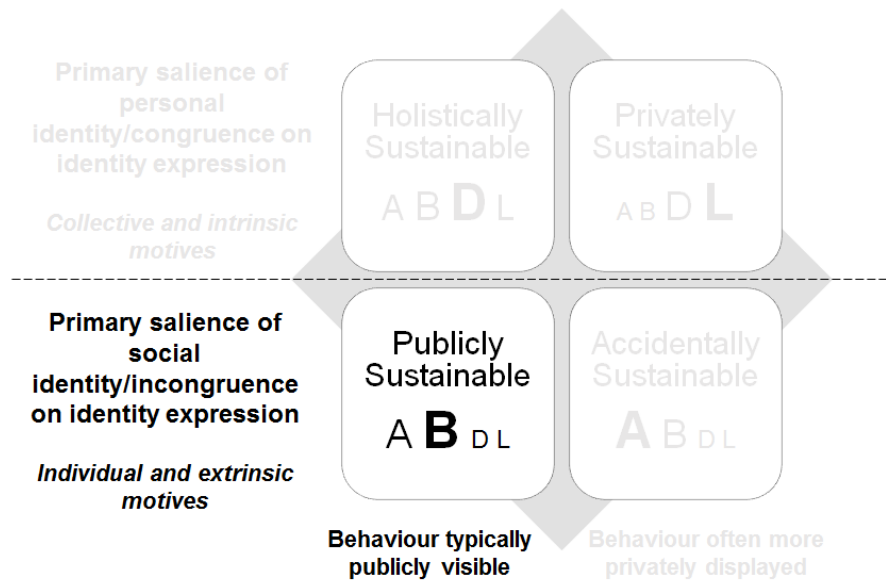 Primary salience of
personal
identity/congruence on
identity expression
Collective and intrinsic
motives
Holistically
Sustainable
A B D L
Privately
Sustainable
A B D L
Primary salience of
social
identity/incongruence
on identity expression
Individual and extrinsic
motives
Publicly
Sustainable
A B D L
Accidentally
Sustainable
A B D L
Behaviour typically
publicly visible
Behaviour often more
privately displayed